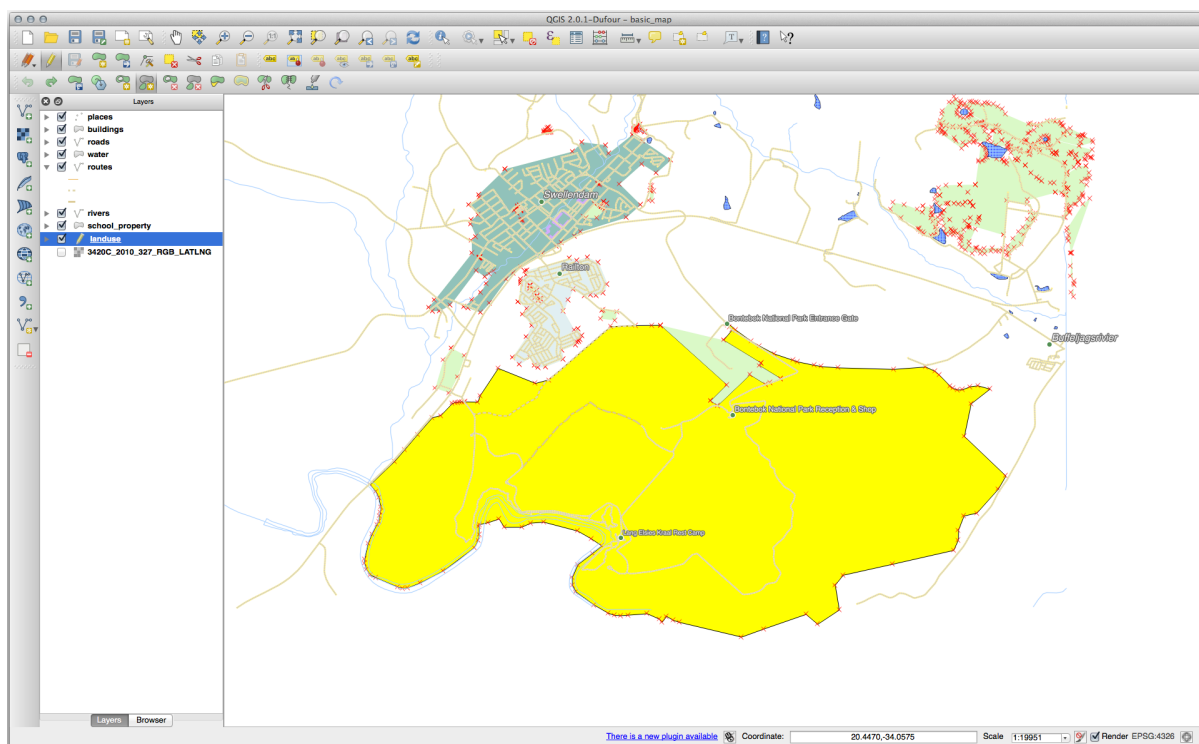 QGIS 2.0.1-Dufour - basic_map
Layers
places
buildings
roads
water
routes
rivers
school_property
landuse
3420C_2010_327_RGB_LATLNG
Swellendam
Railton
Bontebok National Park Entrance Gate
Buffeljagsrivier
Bontebok National Park Reception & Shop
Lang Elsies Kraal Rest Camp
Layers Browser
There is a new plugin available Coordinate: 20.4470,-34.0575 Scale 1:19951 Render EPSG:4326